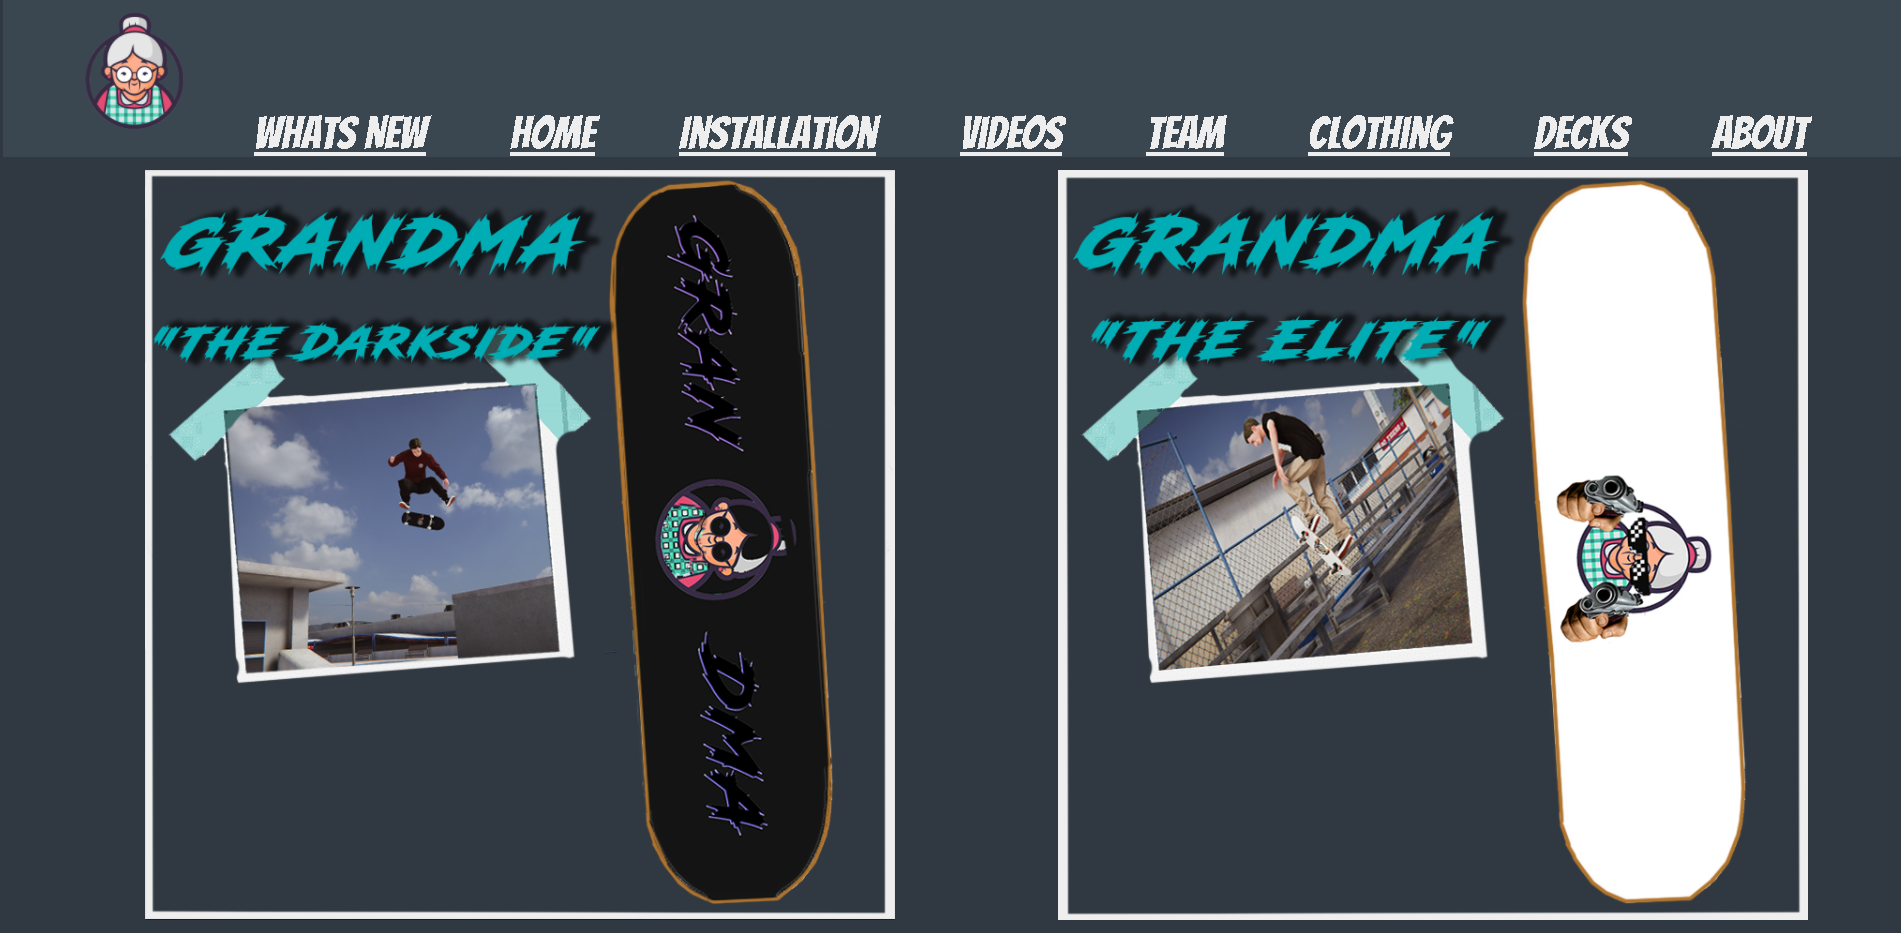 WHATS NEW HOME INSTALLATION VIDEOS TEAM CLOTHING DECKS ABOUT
GRANDMA
"THE DARKSIDE"
GRAN
DMA
GRANDMA
"THE ELITE"